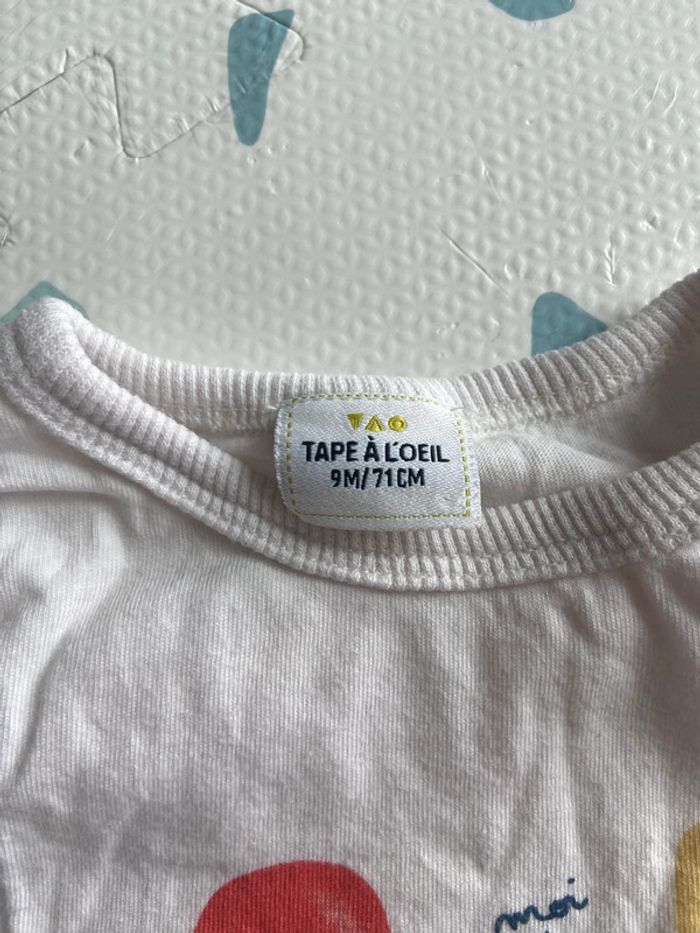 TAO
TAPE À L'OEIL
9M/71CM
moi